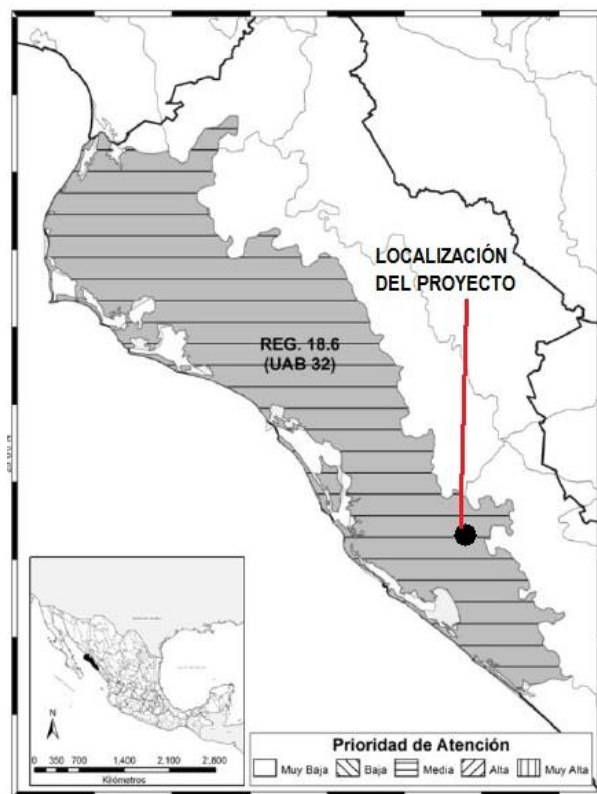 LOCALIZACIÓN
DEL PROYECTO
REG. 18.6
(UAB 32)
N
0 350 700 1,400 2,100 2,800
Kilómetros
Prioridad de Atención
Muy Baja Baja Media Alta Muy Alta